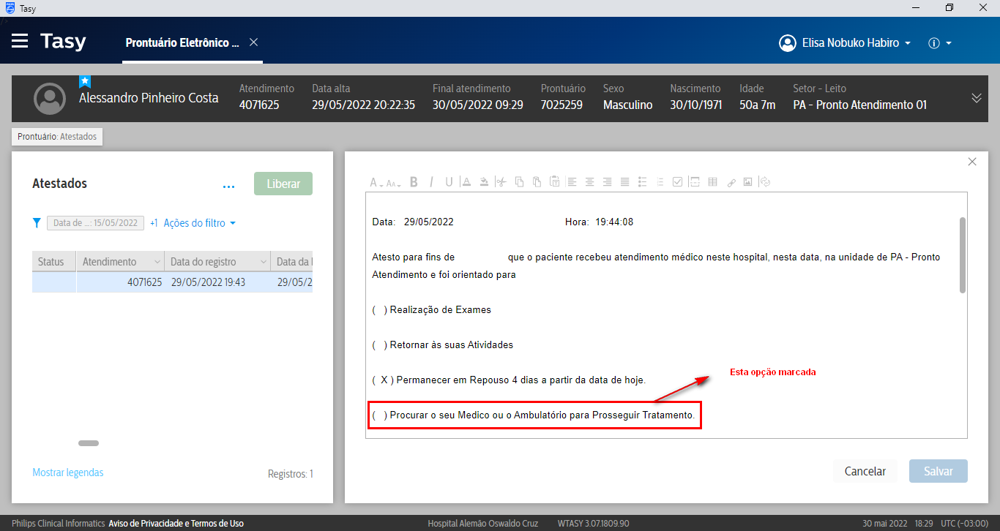 Tasy
Tasy
Prontuário Eletrônico ...
Elisa Nobuko Habiro
Alessandro Pinheiro Costa
Atendimento
4071625
Data alta
29/05/2022 20:22:35
Final atendimento
30/05/2022 09:29
Prontuário
7025259
Sexo
Masculino
Nascimento
30/10/1971
Idade
50a 7m
Setor - Leito
PA - Pronto Atendimento 01
Prontuário: Atestados
Atestados
...
Liberar
Data de ...: 15/05/2022
+1 Ações do filtro
Status Atendimento Data do registro Data da l
4071625 29/05/2022 19:43 29/05/2
Mostrar legendas
Registros: 1
Data: 29/05/2022 Hora: 19:44:08
Atesto para fins de que o paciente recebeu atendimento médico neste hospital, nesta data, na unidade de PA - Pronto
Atendimento e foi orientado para
( ) Realização de Exames
( ) Retornar às suas Atividades
( X ) Permanecer em Repouso 4 dias a partir da data de hoje.
Esta opção marcada
( ) Procurar o seu Medico ou o Ambulatório para Prosseguir Tratamento.
Cancelar
Salvar
Philips Clinical Informatics Aviso de Privacidade e Termos de Uso
Hospital Alemão Oswaldo Cruz
WTASY 3.07.1809.90
30 mai 2022 18:29 UTC (-03:00)